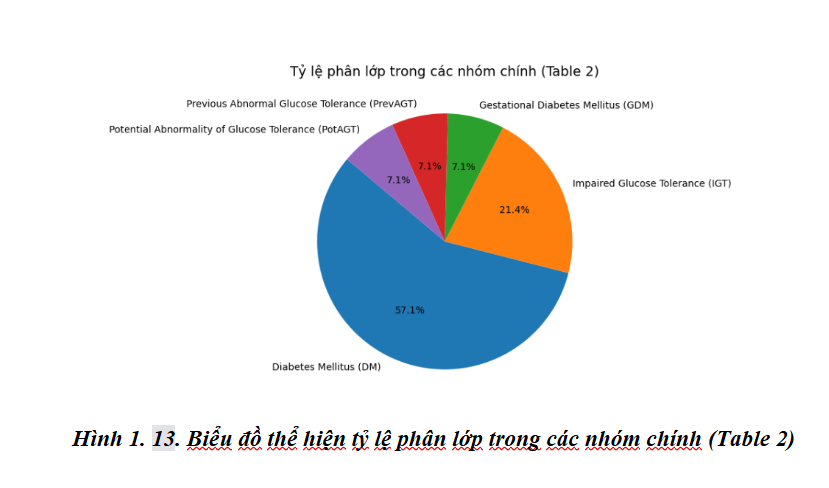 Tỷ lệ phân lớp trong các nhóm chính (Table 2)
Previous Abnormal Glucose Tolerance (PrevAGT)
Gestational Diabetes Mellitus (GDM)
Potential Abnormality of Glucose Tolerance (PotAGT)
7.1%
7.1%
7.1%
Impaired Glucose Tolerance (IGT)
21.4%
57.1%
Diabetes Mellitus (DM)
Hình 1. 13. Biểu đồ thể hiện tỷ lệ phân lớp trong các nhóm chính (Table 2)